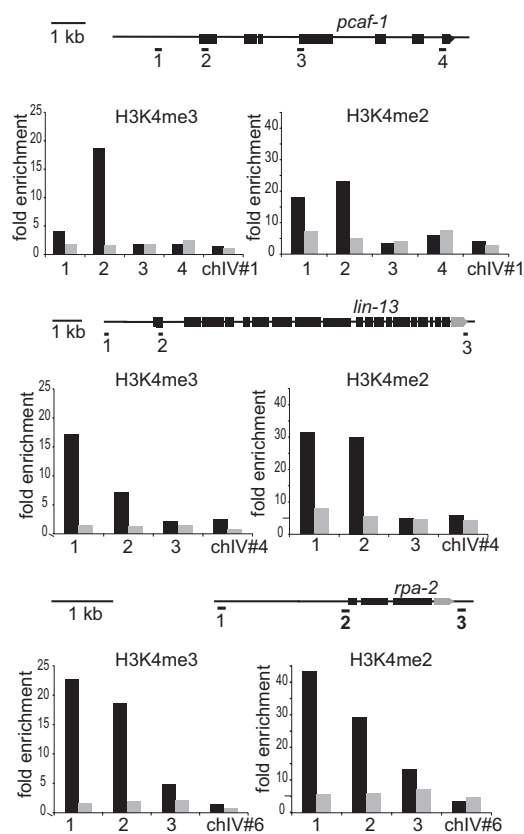 pcaf-1
1 kb
1 2 3 4
H3K4me3 H3K4me2
fold enrichment
25
20
15
10
5
0
1 2 3 4 chIV#1
fold enrichment
40
30
20
10
0
1 2 3 4 chIV#1
lin-13
1 kb
1 2 3
H3K4me3 H3K4me2
fold enrichment
25
20
15
10
5
0
1 2 3 chIV#4
fold enrichment
40
30
20
10
0
1 2 3 chIV#4
rpa-2
1 kb
1 2 3
H3K4me3 H3K4me2
fold enrichment
25
20
15
10
5
0
1 2 3 chIV#6
fold enrichment
40
30
20
10
0
1 2 3 chIV#6